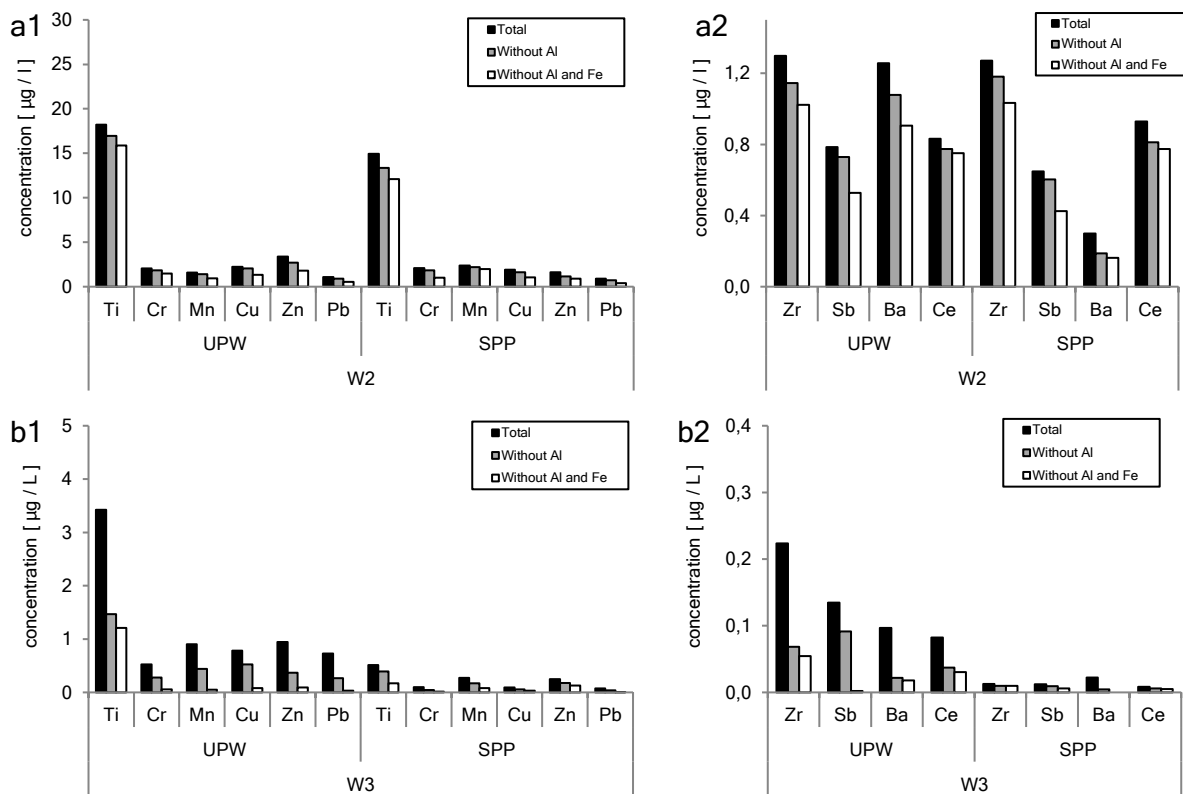 a1
concentration [ µg / l ]
30
25
20
15
10
5
0
Total
Without Al
Without Al and Fe
Ti Cr Mn Cu Zn Pb Ti Cr Mn Cu Zn Pb
UPW SPP
W2
a2
concentration [ µg / l ]
1,2
0,8
0,4
0,0
Total
Without Al
Without Al and Fe
Zr Sb Ba Ce Zr Sb Ba Ce
UPW SPP
W2
b1
concentration [ µg / L ]
5
4
3
2
1
0
Total
Without Al
Without Al and Fe
Ti Cr Mn Cu Zn Pb Ti Cr Mn Cu Zn Pb
UPW SPP
W3
b2
concentration [ µg / L ]
0,4
0,3
0,2
0,1
0,0
Total
Without Al
Without Al and Fe
Zr Sb Ba Ce Zr Sb Ba Ce
UPW SPP
W3